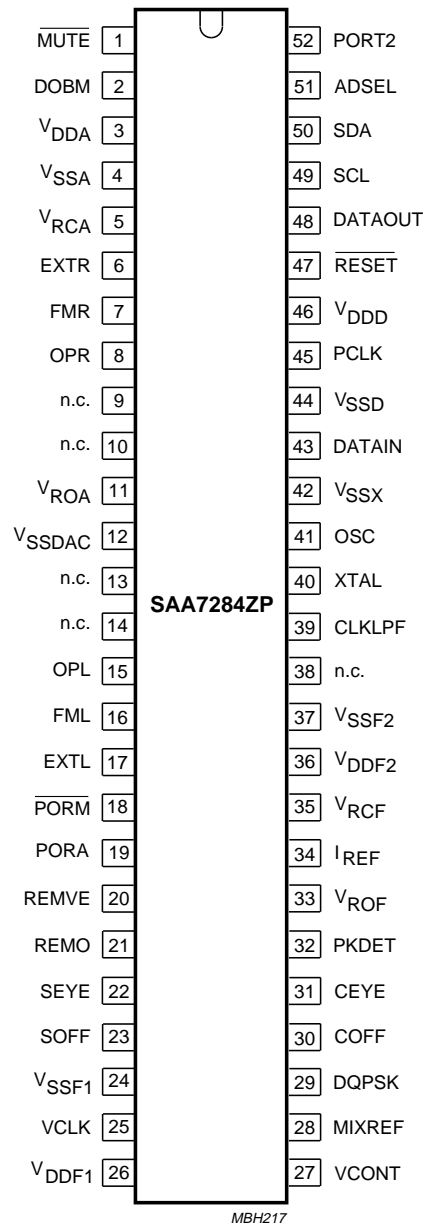 MUTE 1
DOBM 2
VDDA 3
VSSA 4
VRCA 5
EXTR 6
FMR 7
OPR 8
n.c. 9
n.c. 10
VROA 11
VSSDAC 12
n.c. 13
n.c. 14
OPL 15
FML 16
EXTL 17
PORM 18
PORA 19
REMVE 20
REMO 21
SEYE 22
SOFF 23
VSSF1 24
VCLK 25
VDDF1 26
SAA7284ZP
52 PORT2
51 ADSEL
50 SDA
49 SCL
48 DATAOUT
47 RESET
46 VDDD
45 PCLK
44 VSSD
43 DATAIN
42 VSSX
41 OSC
40 XTAL
39 CLKLPF
38 n.c.
37 VSSF2
36 VDDF2
35 VRCF
34 IREF
33 VROF
32 PKDET
31 CEYE
30 COFF
29 DQPSK
28 MIXREF
27 VCONT
MBH217